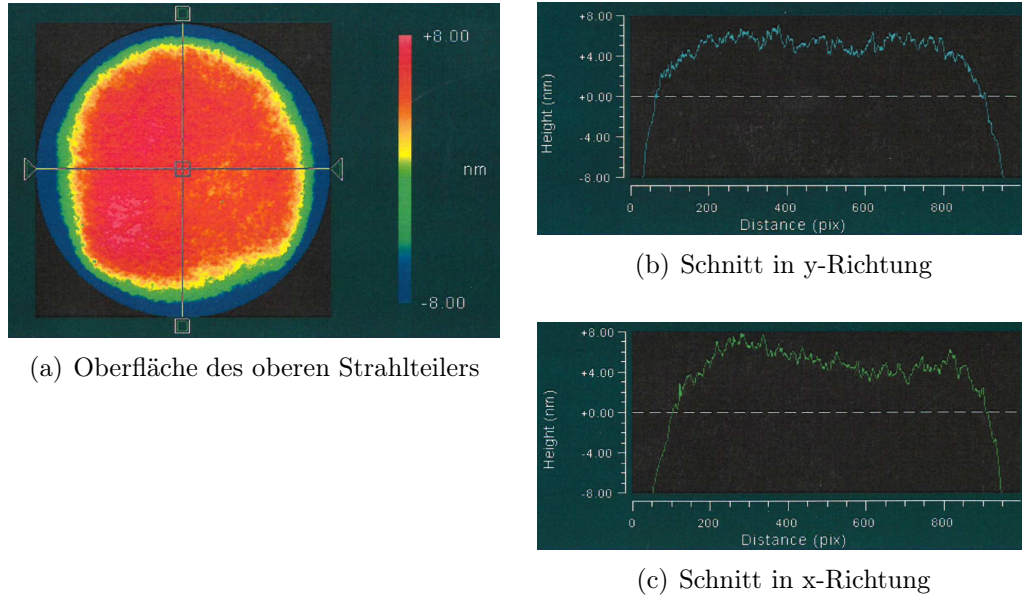 +8.00
nm
-8.00
(a) Oberfläche des oberen Strahlteilers
+8.00
+4.00
+0.00
-4.00
-8.00
Height (nm)
0 200 400 600 800
Distance (pix)
(b) Schnitt in y-Richtung
+8.00
+4.00
+0.00
-4.00
-8.00
Height (nm)
0 200 400 600 800
Distance (pix)
(c) Schnitt in x-Richtung